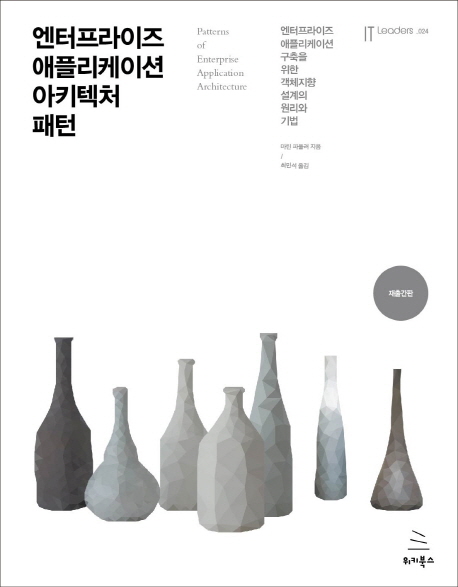 엔터프라이즈
애플리케이션
아키텍처
패턴
Patterns
of
Enterprise
Application
Architecture
엔터프라이즈
애플리케이션
구축을
위한
객체지향
설계의
원리와
기법
마틴 파울러 지음
/
최민석 옮김
IT Leaders _024
재출간판
위키북스